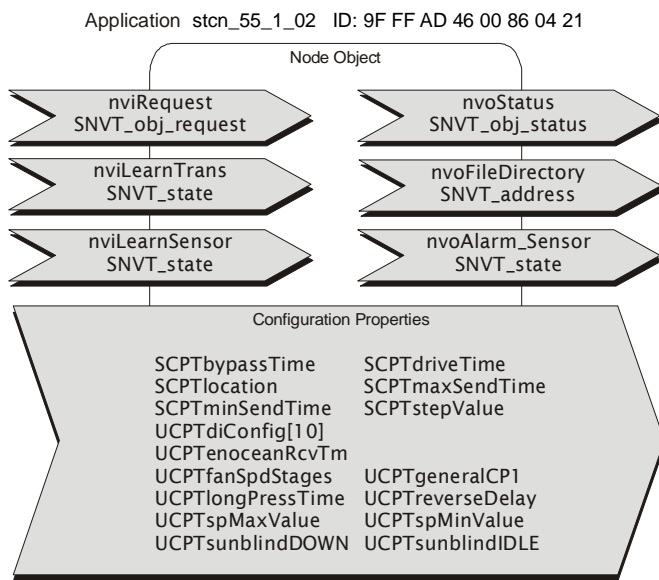 Application stcn_55_1_02 ID: 9F FF AD 46 00 86 04 21
Node Object
nviRequest
SNVT_obj_request
nvoStatus
SNVT_obj_status
nviLearnTrans
SNVT_state
nvoFileDirectory
SNVT_address
nviLearnSensor
SNVT_state
nvoAlarm_Sensor
SNVT_state
Configuration Properties
SCPTbypassTime SCPTdriveTime
SCPTlocation SCPTmaxSendTime
SCPTminSendTime SCPTstepValue
UCPTdiConfig[10]
UCPTenoceanRcvTm
UCPTfanSpdStages UCPTgeneralCP1
UCPTlongPressTime UCPTreverseDelay
UCPTspMaxValue UCPTspMinValue
UCPTsunblindDOWN UCPTsunblindIDLE